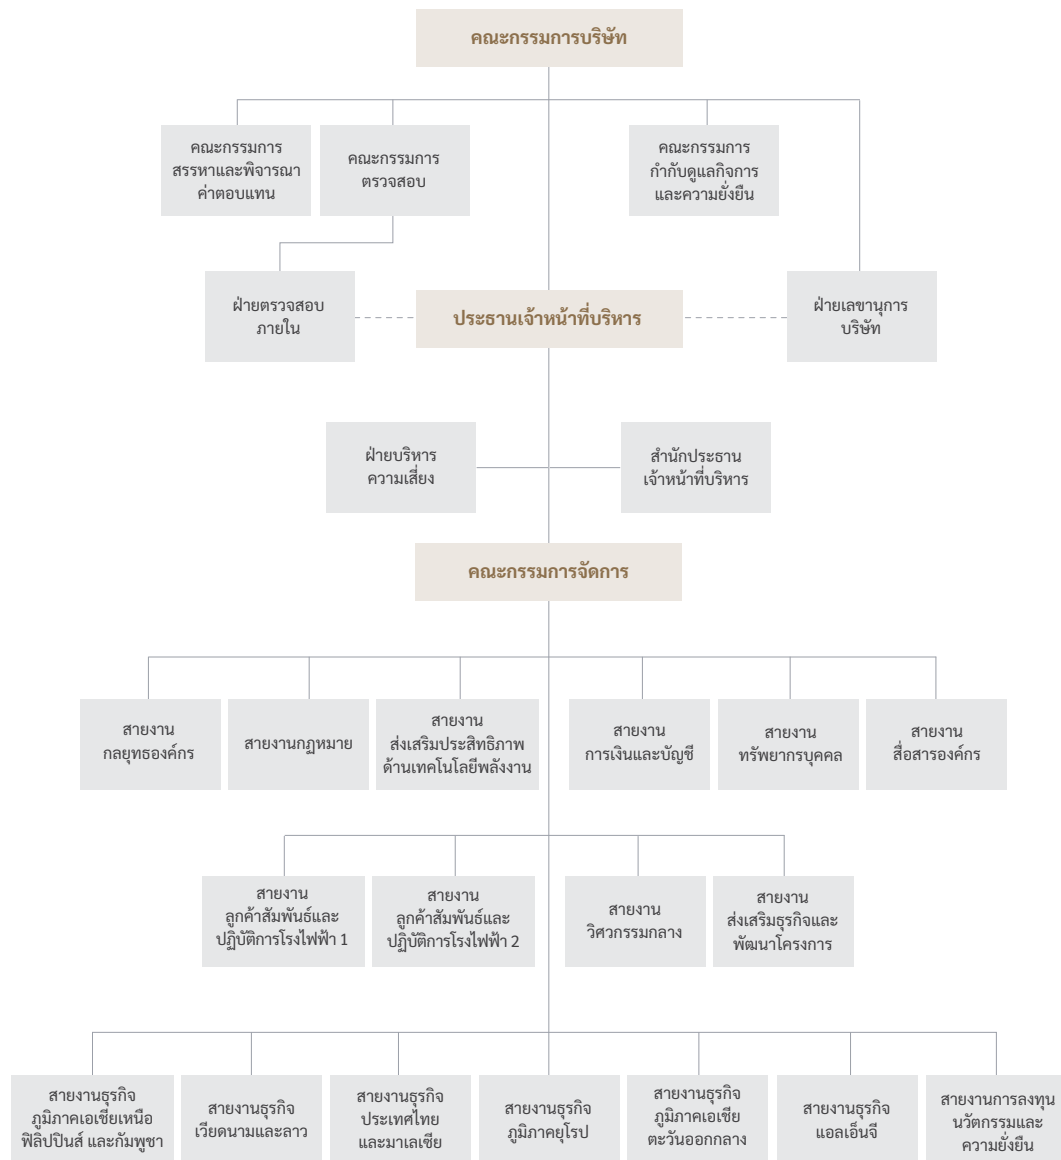 คณะกรรมการบริษัท
คณะกรรมการ
สรรหาและพิจารณา
ค่าตอบแทน
คณะกรรมการ
ตรวจสอบ
คณะกรรมการ
กำกับดูแลกิจการ
และความยั่งยืน
ฝ่ายตรวจสอบ
ภายใน
ประธานเจ้าหน้าที่บริหาร
ฝ่ายเลขานุการ
บริษัท
ฝ่ายบริหาร
ความเสี่ยง
สำนักประธาน
เจ้าหน้าที่บริหาร
คณะกรรมการจัดการ
สายงาน
กลยุทธองค์กร
สายงานกฎหมาย
สายงาน
ส่งเสริมประสิทธิภาพ
ด้านเทคโนโลยีพลังงาน
สายงาน
การเงินและบัญชี
สายงาน
ทรัพยากรบุคคล
สายงาน
สื่อสารองค์กร
สายงาน
ลูกค้าสัมพันธ์และ
ปฏิบัติการโรงไฟฟ้า 1
สายงาน
ลูกค้าสัมพันธ์และ
ปฏิบัติการโรงไฟฟ้า 2
สายงาน
วิศวกรรมกลาง
สายงาน
ส่งเสริมธุรกิจและ
พัฒนาโครงการ
สายงานธุรกิจ
ภูมิภาคเอเชียเหนือ
ฟิลิปปินส์ และกัมพูชา
สายงานธุรกิจ
เวียดนามและลาว
สายงานธุรกิจ
ประเทศไทย
และมาเลเซีย
สายงานธุรกิจ
ภูมิภาคยุโรป
สายงานธุรกิจ
ภูมิภาคเอเชีย
ตะวันออกกลาง
สายงานธุรกิจ
แอลเอ็นจี
สายงานการลงทุน
นวัตกรรมและ
ความยั่งยืน